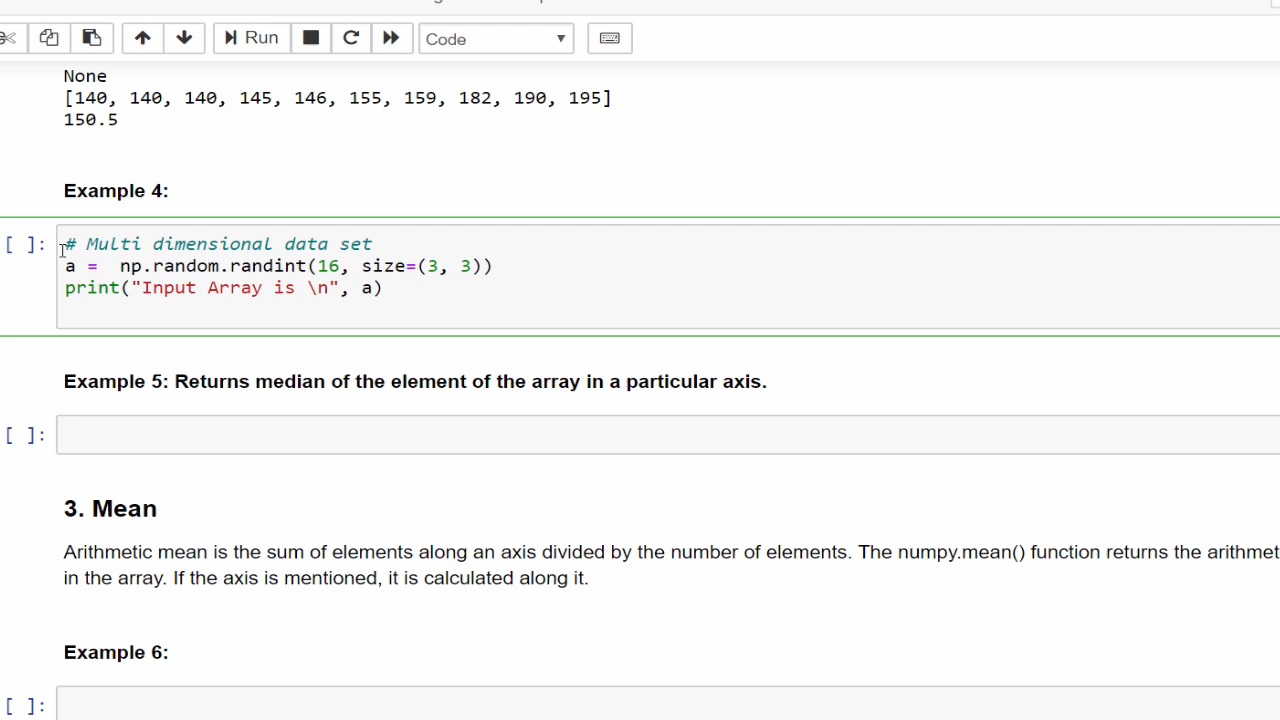 Run Code
None
[140, 140, 140, 145, 146, 155, 159, 182, 190, 195]
150.5
Example 4:
[ ]: # Multi dimensional data set
a =  np.random.randint(16, size=(3, 3))
print("Input Array is \n", a)
Example 5: Returns median of the element of the array in a particular axis.
[ ]:
3. Mean
Arithmetic mean is the sum of elements along an axis divided by the number of elements. The numpy.mean() function returns the
in the array. If the axis is mentioned, it is calculated along it.
Example 6:
[ ]: